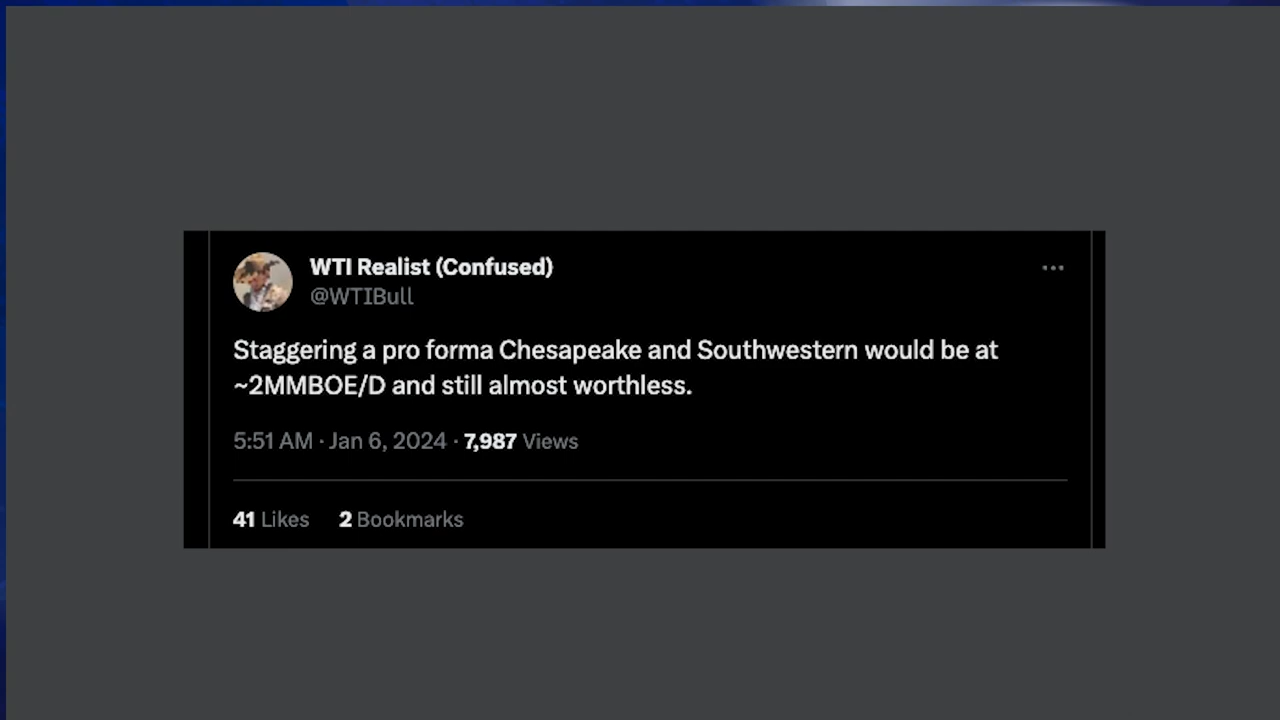 WTI Realist (Confused)
@WTIBull
Staggering a pro forma Chesapeake and Southwestern would be at
~2MMBOE/D and still almost worthless.
5:51 AM · Jan 6, 2024 · 7,987 Views
41 Likes 2 Bookmarks